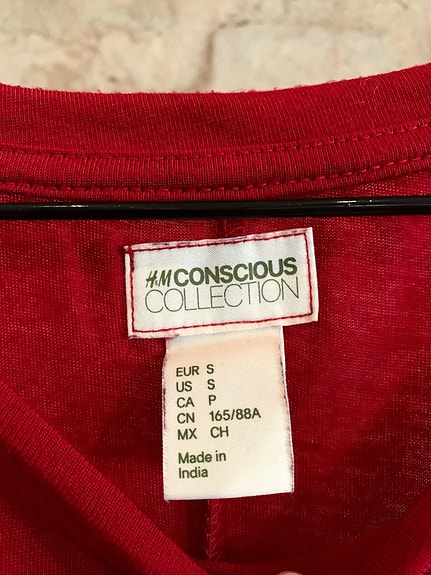 H&M CONSCIOUS
COLLECTION
EUR S
US S
CA P
CN 165/88A
MX CH
Made in
India